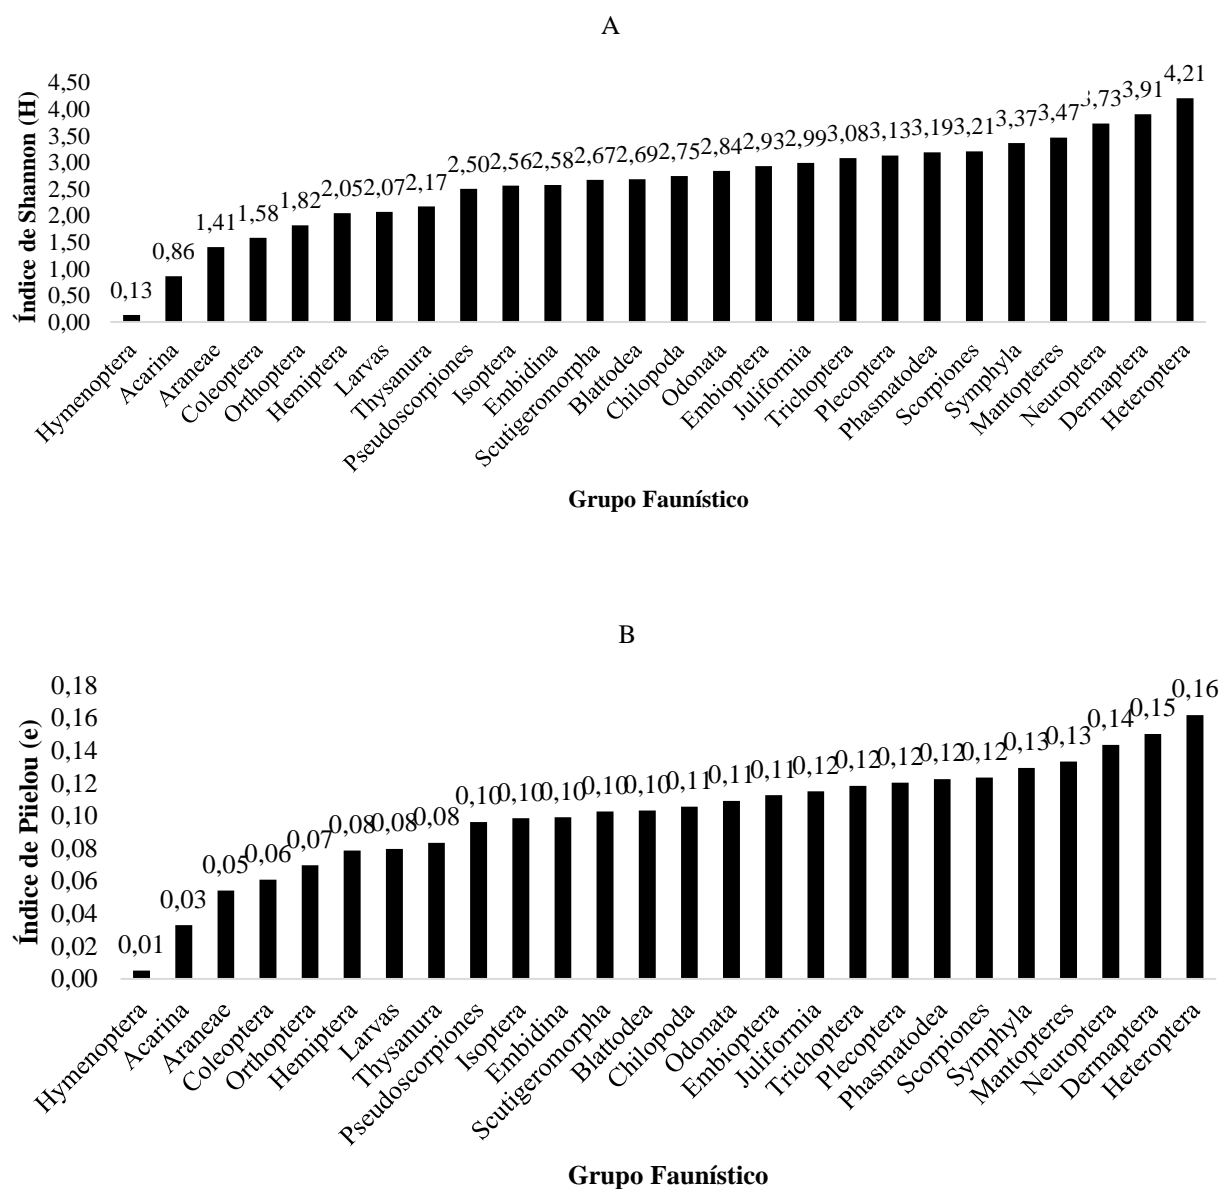 A
Índice de Shannon (H)
4,50
4,00
3,50
3,00
2,50
2,00
1,50
1,00
0,50
0,00
0,13
0,86
1,41
1,58
1,82
2,05
2,07
2,17
2,50
2,56
2,58
2,67
2,69
2,75
2,84
2,93
2,99
3,08
3,13
3,19
3,21
3,37
3,47
3,73
3,91
4,21
Hymenoptera
Acarina
Araneae
Coleoptera
Orthoptera
Hemiptera
Larvas
Thysanura
Pseudoscorpiones
Isoptera
Embidina
Scutigeromorpha
Blattodea
Chilopoda
Odonata
Embioptera
Juliformia
Trichoptera
Plecoptera
Phasmatodea
Scorpiones
Symphyla
Mantopteres
Neuroptera
Dermaptera
Heteroptera
Grupo Faunístico
B
Índice de Piielou (e)
0,18
0,16
0,14
0,12
0,10
0,08
0,06
0,04
0,02
0,00
0,01
0,03
0,05
0,06
0,07
0,08
0,08
0,08
0,10
0,10
0,10
0,10
0,10
0,11
0,11
0,11
0,12
0,12
0,12
0,12
0,12
0,13
0,13
0,14
0,15
0,16
Hymenoptera
Acarina
Araneae
Coleoptera
Orthoptera
Hemiptera
Larvas
Thysanura
Pseudoscorpiones
Isoptera
Embidina
Scutigeromorpha
Blattodea
Chilopoda
Odonata
Embioptera
Juliformia
Trichoptera
Plecoptera
Phasmatodea
Scorpiones
Symphyla
Mantopteres
Neuroptera
Dermaptera
Heteroptera
Grupo Faunístico